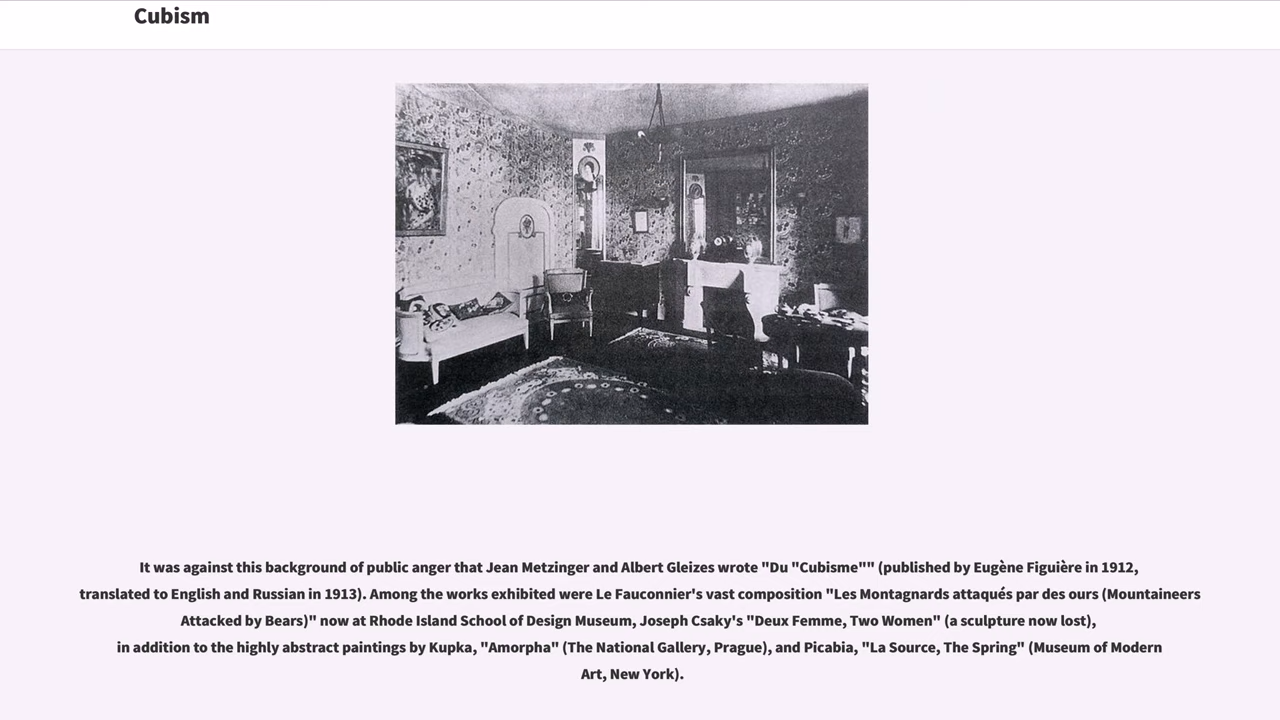 Cubism
It was against this background of public anger that Jean Metzinger and Albert Gleizes wrote "Du "Cubisme"" (published by Eugène Figuière in 1912,
translated to English and Russian in 1913). Among the works exhibited were Le Fauconnier's vast composition "Les Montagnards attaqués par des ours (Mountaineers
Attacked by Bears)" now at Rhode Island School of Design Museum, Joseph Csaky's "Deux Femme, Two Women" (a sculpture now lost),
in addition to the highly abstract paintings by Kupka, "Amorpha" (The National Gallery, Prague), and Picabia, "La Source, The Spring" (Museum of Modern
Art, New York).